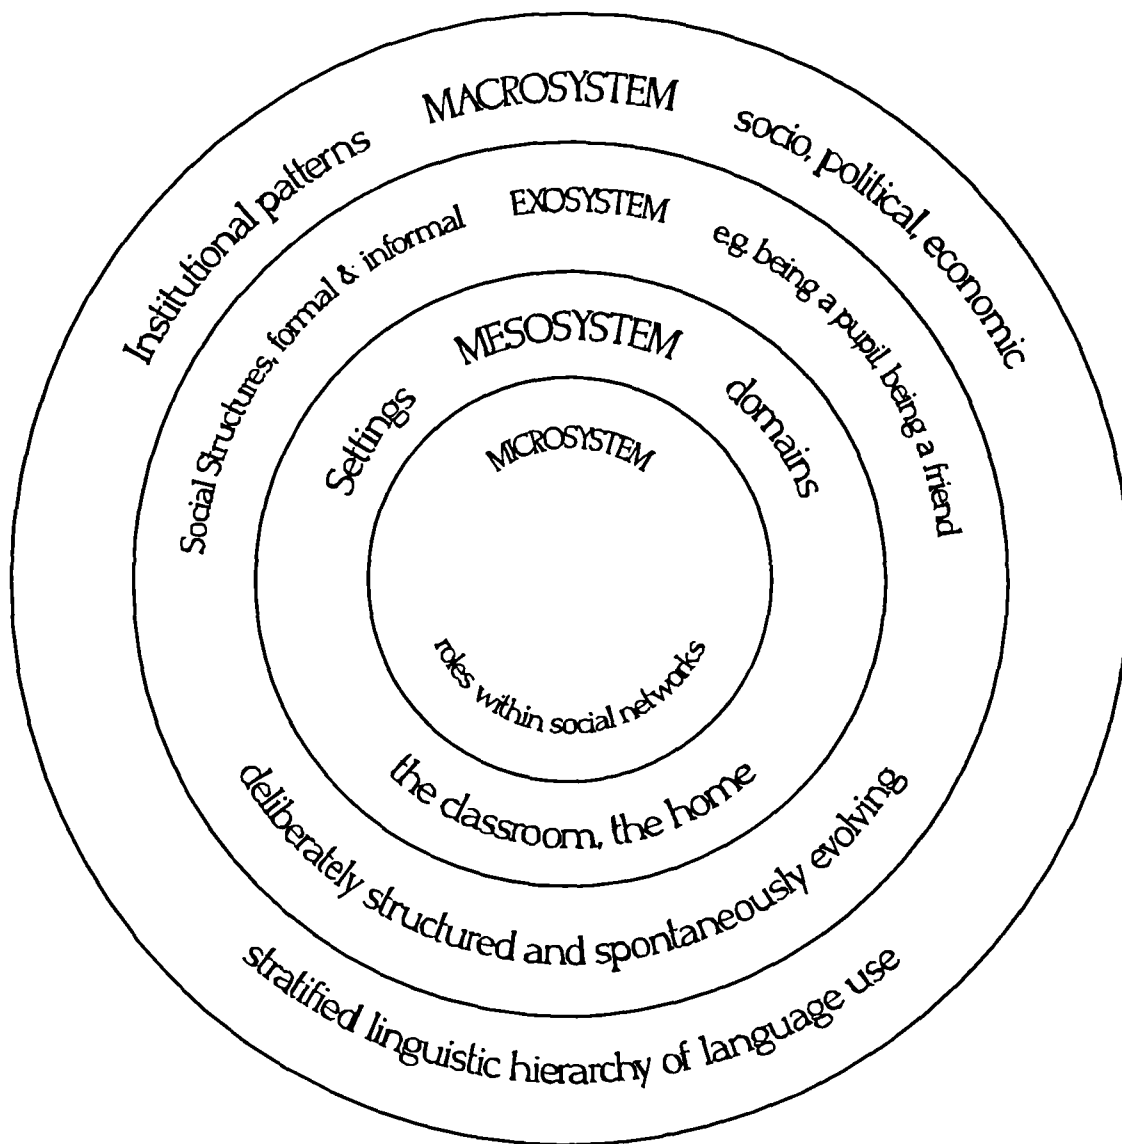 MACROSYSTEM
Institutional patterns
socio, political, economic
EXOSYSTEM
Social Structures, formal & informal
e.g. being a pupil, being a friend
MESOSYSTEM
Settings
domains
MICROSYSTEM
roles within social networks
the classroom, the home
deliberately structured and spontaneously evolving
stratified linguistic hierarchy of language use